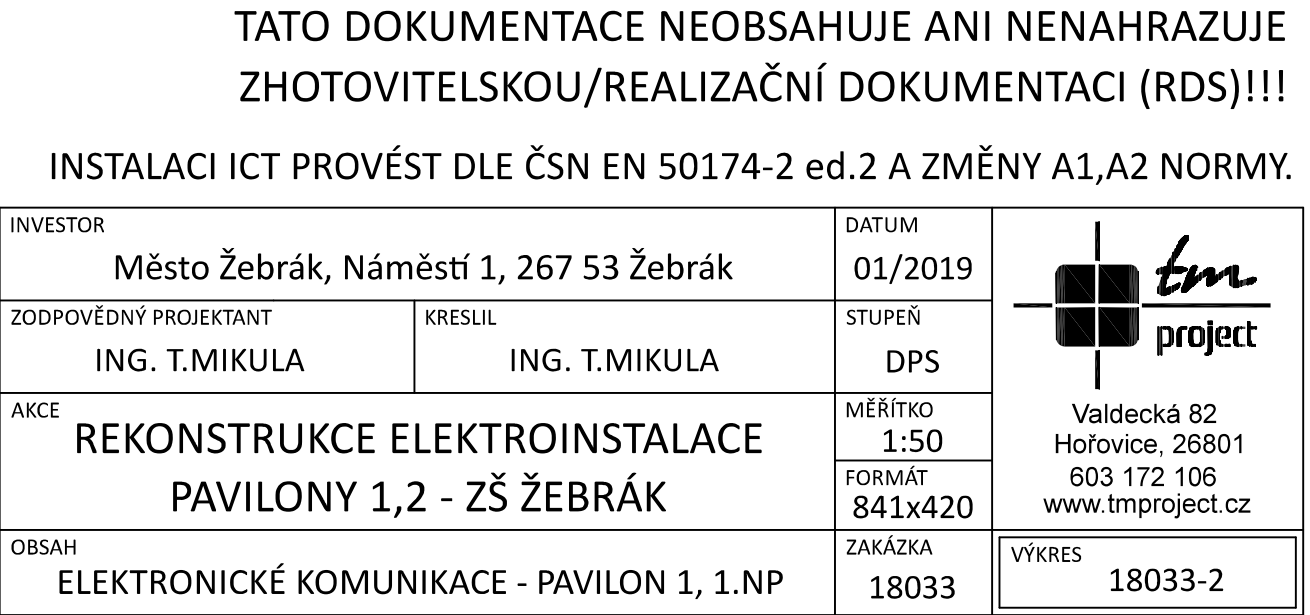 TATO DOKUMENTACE NEOBSAHUJE ANI NENAHRAZUJE
ZHOTOVITELSKOU/REALIZAČNÍ DOKUMENTACI (RDS)!!!
INSTALACI ICT PROVÉST DLE ČSN EN 50174-2 ed.2 A ZMĚNY A1,A2 NORMY.
INVESTOR
Město Žebrák, Náměstí 1, 267 53 Žebrák
DATUM
01/2019
ZODPOVĚDNÝ PROJEKTANT
ING. T.MIKULA
KRESLIL
ING. T.MIKULA
STUPEŇ
DPS
tm
project
AKCE
REKONSTRUKCE ELEKTROINSTALACE
PAVILONY 1,2 - ZŠ ŽEBRÁK
MĚŘÍTKO
1:50
FORMÁT
841x420
Valdecká 82
Hořovice, 26801
603 172 106
www.tmproject.cz
OBSAH
ELEKTRONICKÉ KOMUNIKACE - PAVILON 1, 1.NP
ZAKÁZKA
18033
VÝKRES
18033-2